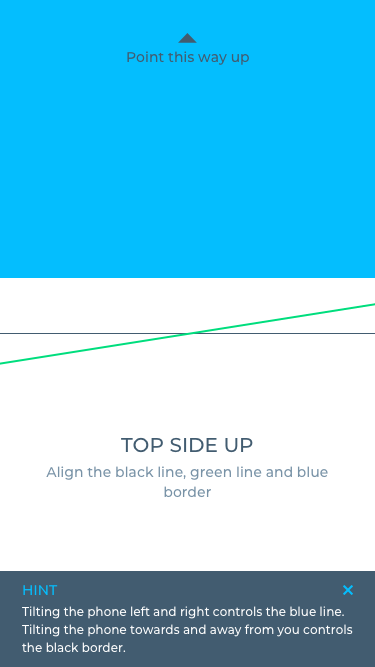 Point this way up
TOP SIDE UP
Align the black line, green line and blue
border
HINT
Tilting the phone left and right controls the blue line.
Tilting the phone towards and away from you controls
the black border.